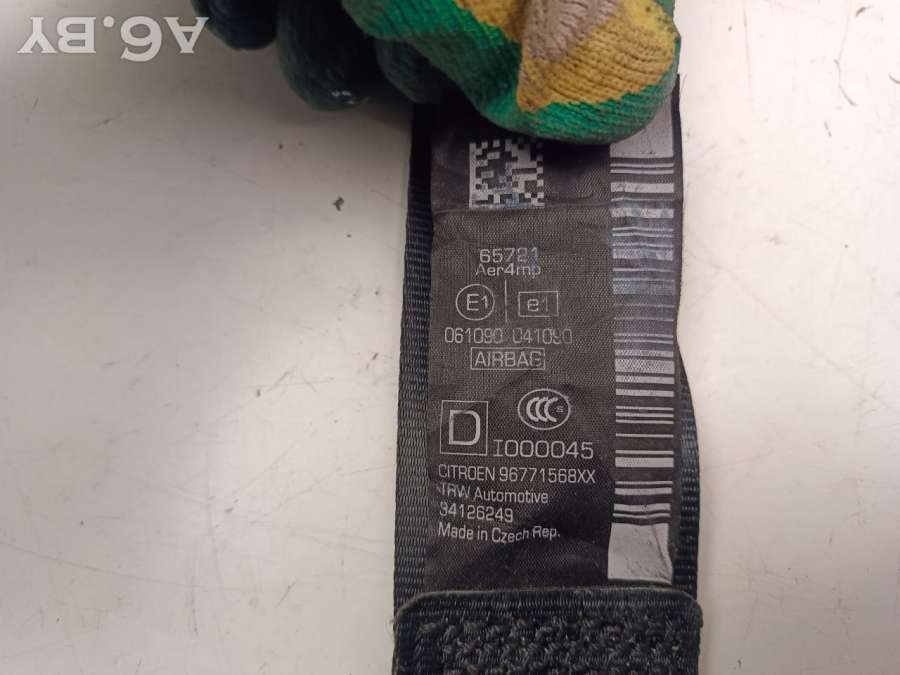 A6.BY
65721
Aer4mp
E1 e1
061090 041090
AIRBAG
CCC S
D I000045
CITROEN 96771568XX
TRW Automotive
34126249
Made in Czech Rep.